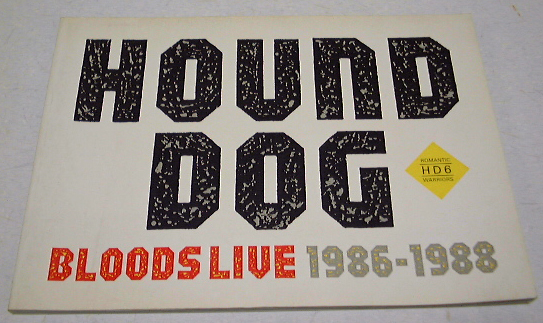 HOUND
DOG
ROMANTIC
HD6
WARRIORS
BLOODS LIVE 1986-1988